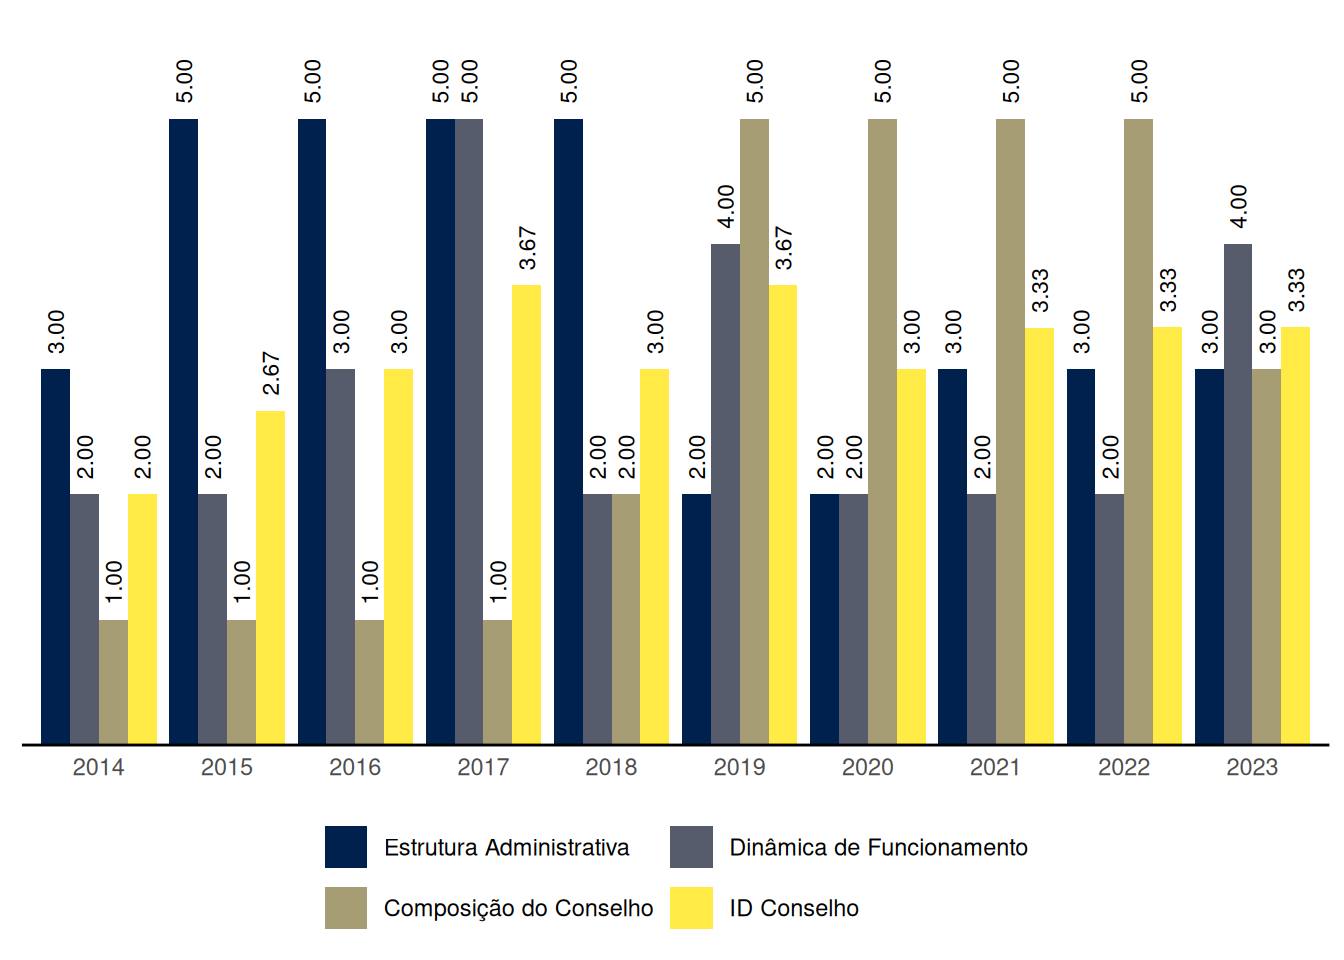 3.00 2.00 1.00 2.00
5.00 2.00 1.00 2.67
5.00 3.00 1.00 3.00
5.00 5.00 1.00 3.67
5.00 2.00 2.00 3.00
2.00 4.00 5.00 3.67
2.00 2.00 5.00 3.00
3.00 2.00 5.00 3.33
3.00 2.00 5.00 3.33
3.00 4.00 3.00 3.33
2014 2015 2016 2017 2018 2019 2020 2021 2022 2023
Estrutura Administrativa Dinâmica de Funcionamento
Composição do Conselho ID Conselho